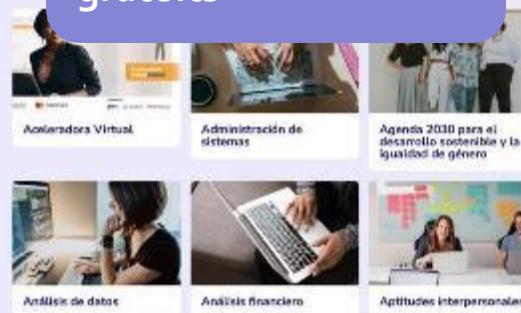 gratuits
Aceleradora Virtual
Administración de
sistemas
Agenda 2030 para el
desarrollo sostenible y la
igualdad de género
Análisis de datos
Análisis financiero
Aptitudes interpersonales